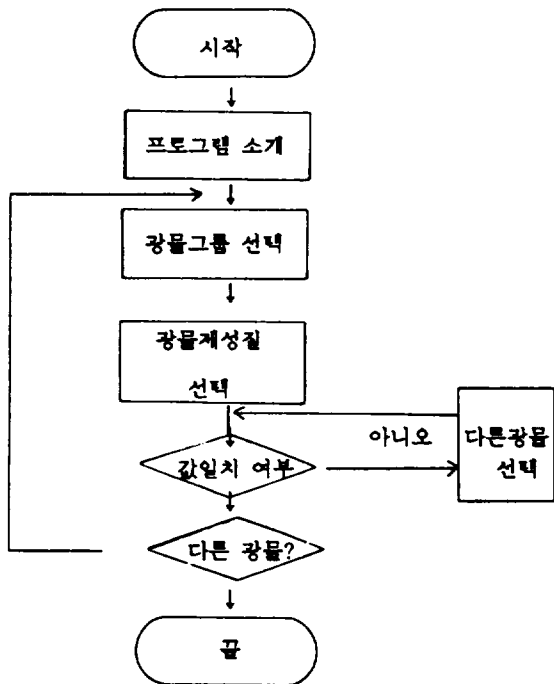 시작
프로그램 소개
광물그룹 선택
광물제성질
선택
아니오
다른광물
선택
값일치 여부
다른 광물?
끝